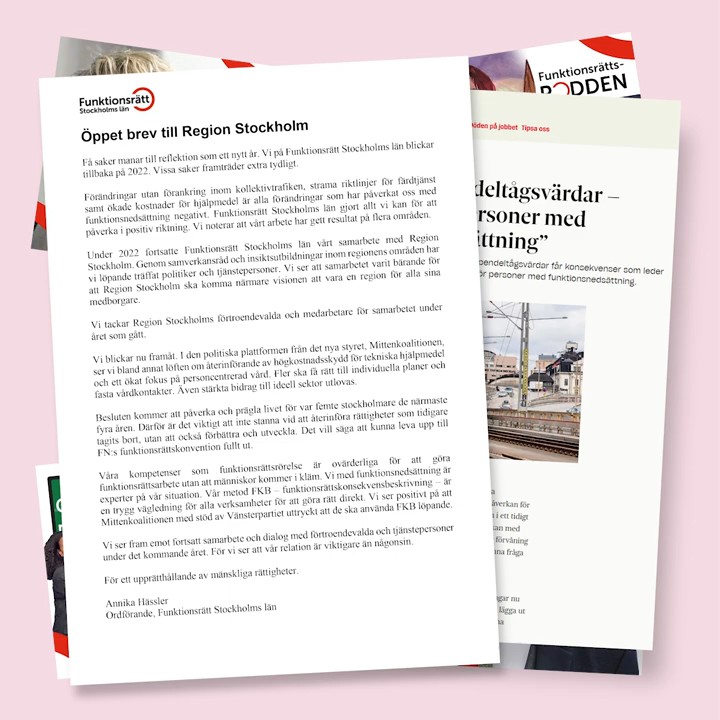 Funktionsrätt
Stockholms län
Öppet brev till Region Stockholm
Få saker manar till reflektion som ett nytt år. Vi på Funktionsrätt Stockholms län blickar
tillbaka på 2022. Vissa saker framträder extra tydligt.
Förändringar utan förankring inom kollektivtrafiken, strama riktlinjer för färdtjänst
samt ökade kostnader för hjälpmedel är alla förändringar som har påverkat oss med
funktionsnedsättning negativt. Funktionsrätt Stockholms län gjort allt vi kan för att
påverka i positiv riktning. Vi noterar att vårt arbete har gett resultat på flera områden.
Under 2022 fortsatte Funktionsrätt Stockholms län vårt samarbete med Region
Stockholm. Genom samverkansråd och insiktsutbildningar inom regionens områden har
vi löpande träffat politiker och tjänstepersoner. Vi ser att samarbetet varit bärande för
att Region Stockholm ska komma närmare visionen att vara en region för alla sina
medborgare.
Vi tackar Region Stockholms förtroendevalda och medarbetare för samarbetet under
året som gått.
Vi blickar nu framåt. I den politiska plattformen från det nya styret, Mittenkoalitionen,
ser vi bland annat löften om återinförande av högkostnadsskydd för tekniska hjälpmedel
och ett ökat fokus på personcentrerad vård. Fler ska få rätt till individuella planer och
fasta vårdkontakter. Även stärkta bidrag till ideell sektor utlovas.
Besluten kommer att påverka och prägla livet för var femte stockholmare de närmaste
fyra åren. Därför är det viktigt att inte stanna vid att återinföra rättigheter som tidigare
tagits bort, utan att också förbättra och utveckla. Det vill säga att kunna leva upp till
FN:s funktionsrättskonvention fullt ut.
Våra kompetenser som funktionsrättsrörelse är ovärderliga för att göra
funktionsrättsarbete utan att människor kommer i kläm. Vi med funktionsnedsättning är
experter på vår situation. Vår metod FKB – funktionsrättskonsekvensbeskrivning – är
en trygg vägledning för alla verksamheter för att göra rätt direkt. Vi ser positivt på att
Mittenkoalitionen med stöd av Vänsterpartiet uttryckt att de ska använda FKB löpande.
Vi ser fram emot fortsatt samarbete och dialog med förtroendevalda och tjänstepersoner
under det kommande året. För vi ser att vår relation är viktigare än någonsin.
För ett upprätthållande av mänskliga rättigheter.
Annika Hässler
Ordförande, Funktionsrätt Stockholms län
Funktionsrätts-
PODDEN
Döden på jobbet Tipsa oss
deltågsvärdar –
ersoner med
ättning”
pendeltågsvärdar får konsekvenser som leder
ör personer med funktionsnedsättning.
påverkan för
i ett tidigt
kan med
förvåning
nna fråga
gar nu
lägga ut
na